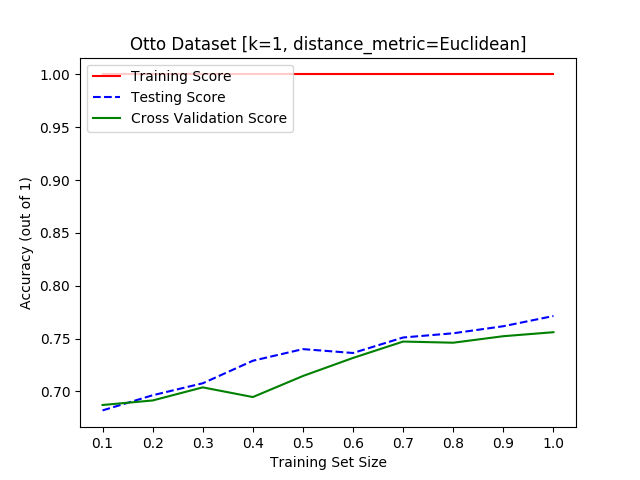 Otto Dataset [k=1, distance_metric=Euclidean]
Training Score
Testing Score
Cross Validation Score
Accuracy (out of 1)
1.00
0.95
0.90
0.85
0.80
0.75
0.70
0.1 0.2 0.3 0.4 0.5 0.6 0.7 0.8 0.9 1.0
Training Set Size